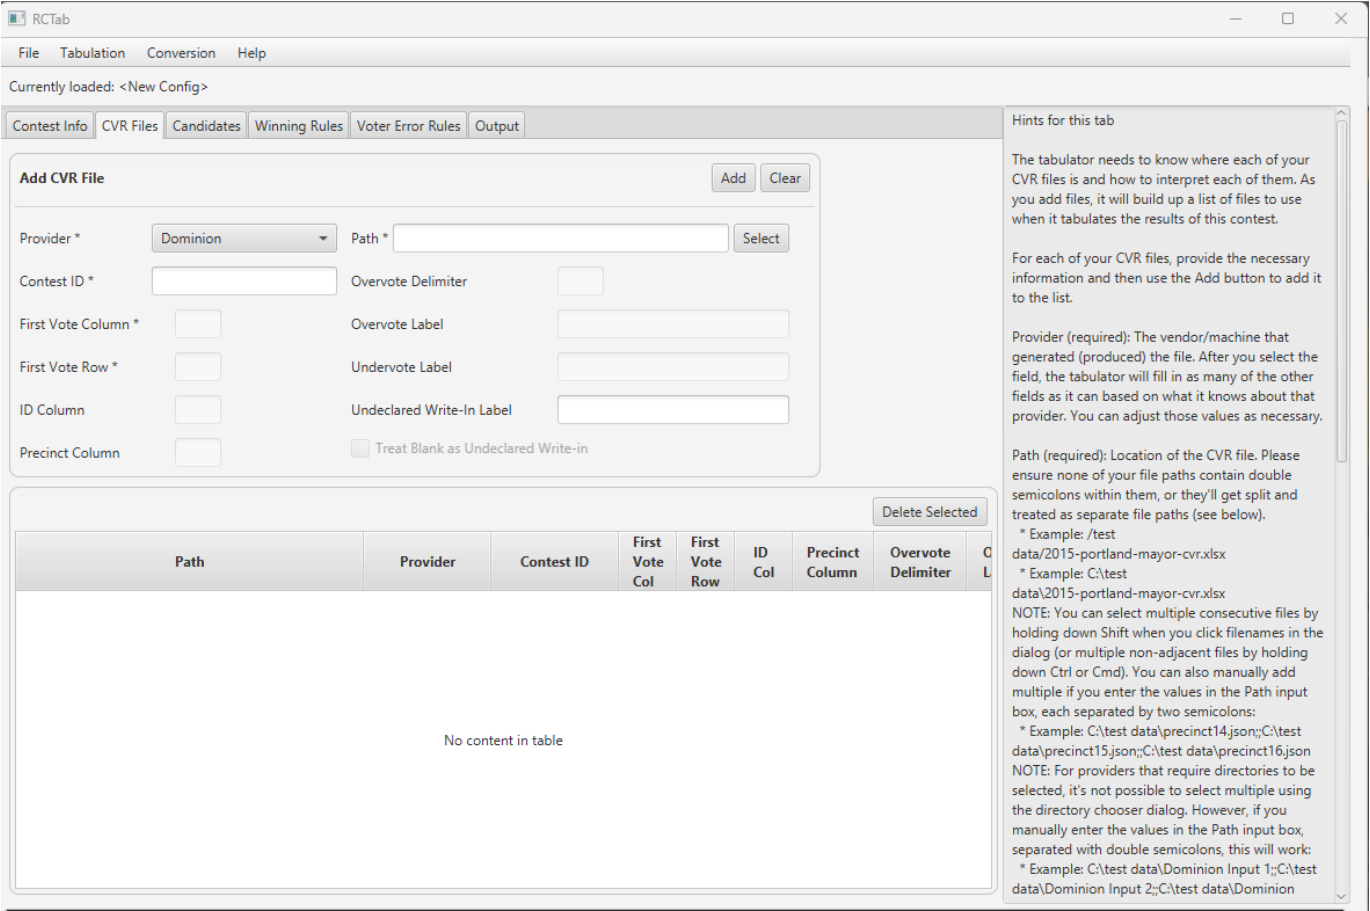 RCTab
File Tabulation Conversion Help
Currently loaded: <New Config>
Contest Info CVR Files Candidates Winning Rules Voter Error Rules Output
Add CVR File
Add Clear
Provider * Dominion Path * Select
Contest ID * Overvote Delimiter
First Vote Column * Overvote Label
First Vote Row * Undervote Label
ID Column Undeclared Write-In Label
Precinct Column Treat Blank as Undeclared Write-in
Delete Selected
Path Provider Contest ID First Vote Col First Vote Row ID Col Precinct Column Overvote Delimiter
No content in table
Hints for this tab
The tabulator needs to know where each of your
CVR files is and how to interpret each of them. As
you add files, it will build up a list of files to use
when it tabulates the results of this contest.
For each of your CVR files, provide the necessary
information and then use the Add button to add it
to the list.
Provider (required): The vendor/machine that
generated (produced) the file. After you select the
field, the tabulator will fill in as many of the other
fields as it can based on what it knows about that
provider. You can adjust those values as necessary.
Path (required): Location of the CVR file. Please
ensure none of your file paths contain double
semicolons within them, or they'll get split and
treated as separate file paths (see below).
* Example: /test
data/2015-portland-mayor-cvr.xlsx
* Example: C:\test
data\2015-portland-mayor-cvr.xlsx
NOTE: You can select multiple consecutive files by
holding down Shift when you click filenames in the
dialog (or multiple non-adjacent files by holding
down Ctrl or Cmd). You can also manually add
multiple if you enter the values in the Path input
box, each separated by two semicolons:
* Example: C:\test data\precinct14.json;;C:\test
data\precinct15.json;;C:\test data\precinct16.json
NOTE: For providers that require directories to be
selected, it's not possible to select multiple using
the directory chooser dialog. However, if you
manually enter the values in the Path input box,
separated with double semicolons, this will work:
* Example: C:\test data\Dominion Input 1;;C:\test
data\Dominion Input 2;;C:\test data\Dominion